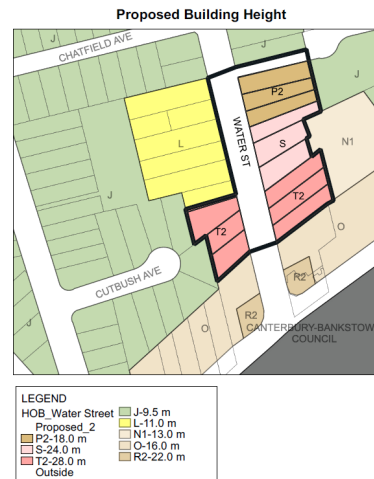 Proposed Building Height
J
CHATFIELD AVE
J
J
P2
WATER ST
N1
L
S
J
T2
T2
O
CUTBUSH AVE
R2
J
J
R2
O
CANTERBURY-BANKSTOW
COUNCIL
LEGEND
HOB_Water Street
Proposed_2
P2-18.0 m
S-24.0 m
T2-28.0 m
Outside
J-9.5 m
L-11.0 m
N1-13.0 m
O-16.0 m
R2-22.0 m